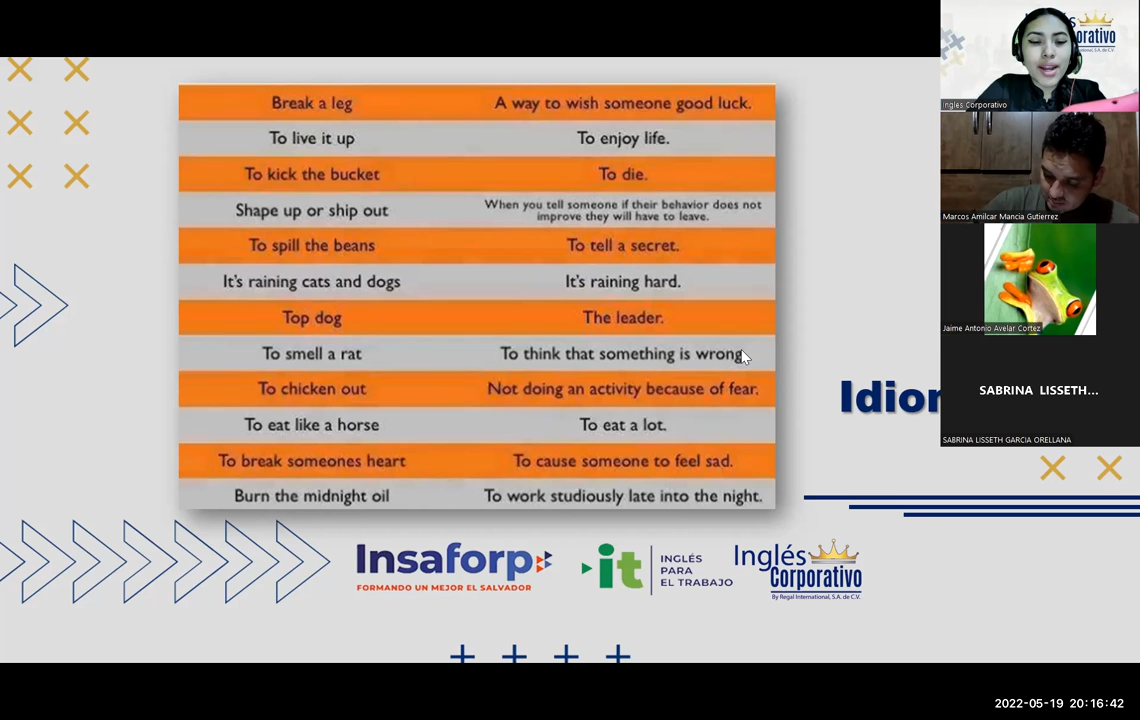 Break a leg A way to wish someone good luck.
To live it up To enjoy life.
To kick the bucket To die.
Shape up or ship out When you tell someone if their behavior does not
improve they will have to leave.
To spill the beans To tell a secret.
It's raining cats and dogs It's raining hard.
Top dog The leader.
To smell a rat To think that something is wrong.
To chicken out Not doing an activity because of fear.
To eat like a horse To eat a lot.
To break someones heart To cause someone to feel sad.
Burn the midnight oil To work studiously late into the night.
Insaforp
FORMANDO UN MEJOR EL SALVADOR
it
INGLÉS
PARA
EL TRABAJO
Inglés
Corporativo
By Regal International, S.A. de C.V.
Ingles Corporativo
Marcos Amilcar Mancia Gutierrez
Jaime Antonio Avelar Cortez
SABRINA LISSETH...
SABRINA LISSETH GARCIA ORELLANA
2022-05-19 20:16:42